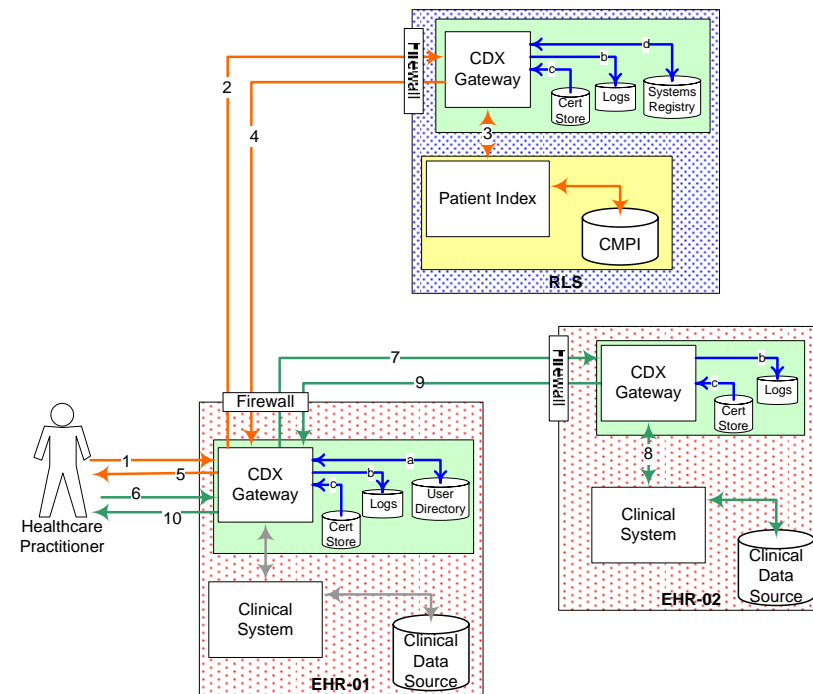 Firewall
CDX
Gateway
d
b
c
Cert
Store
Logs
Systems
Registry
2
4
3
Patient Index
CMPI
RLS
7
9
Firewall
CDX
Gateway
b
c
Cert
Store
Logs
8
Clinical
System
Clinical
Data
Source
EHR-02
Firewall
1
5
6
10
Healthcare
Practitioner
CDX
Gateway
a
b
c
Cert
Store
Logs
User
Directory
Clinical
System
Clinical
Data
Source
EHR-01